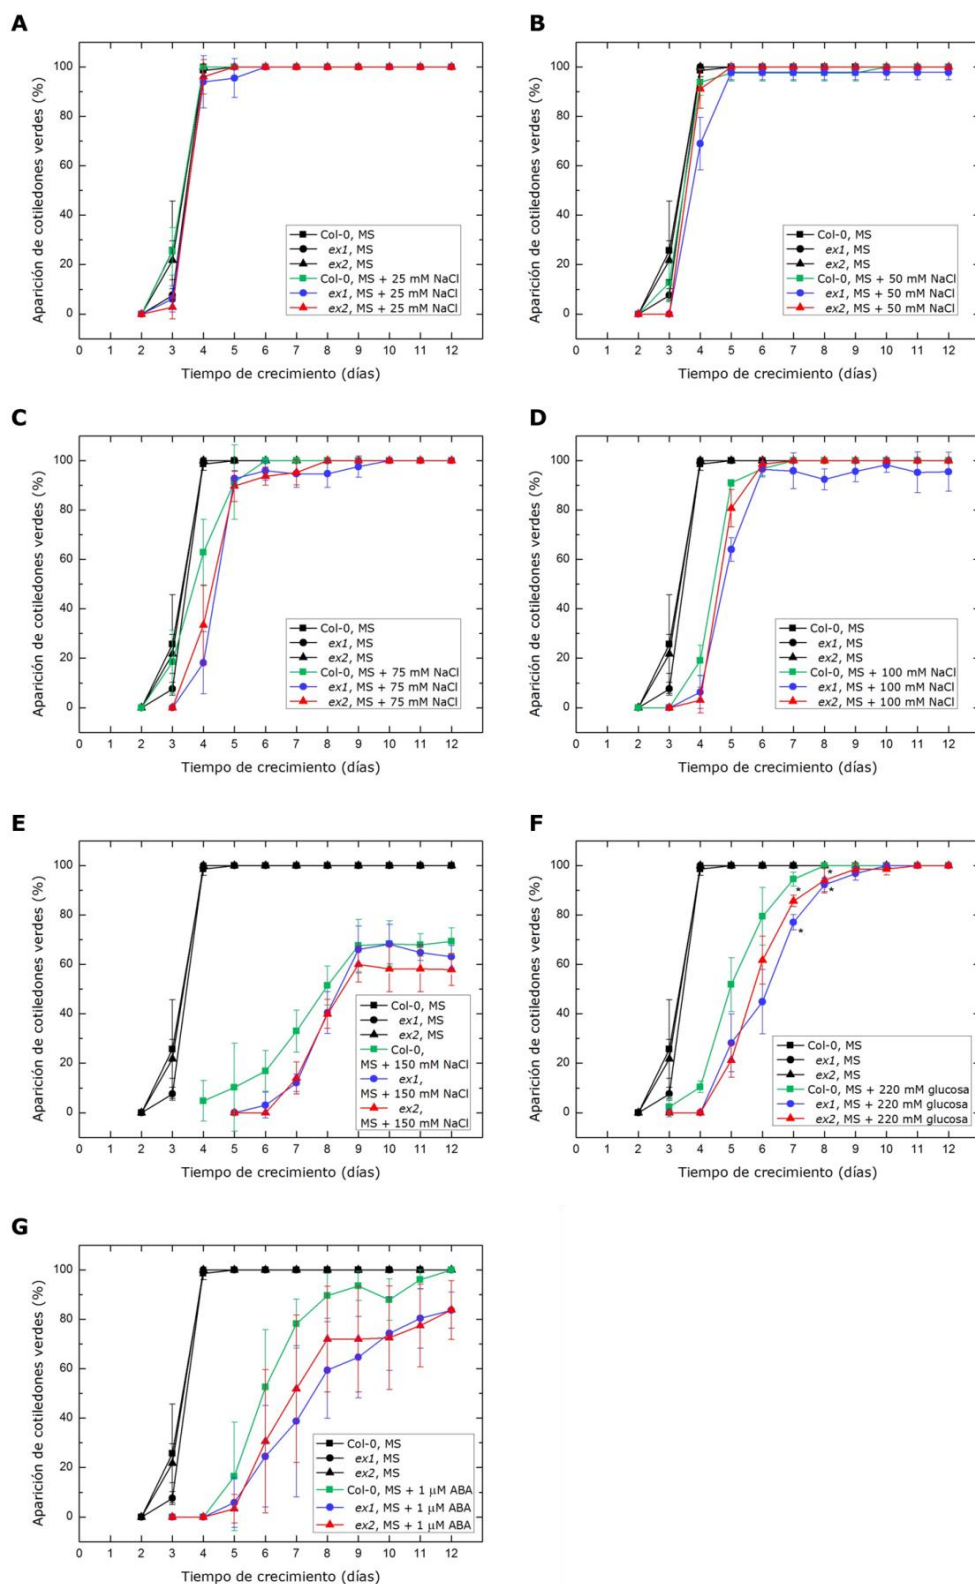 A
Aparición de cotiledones verdes (%)
100
80
60
40
20
0
Col-0, MS
ex1, MS
ex2, MS
Col-0, MS + 25 mM NaCl
ex1, MS + 25 mM NaCl
ex2, MS + 25 mM NaCl
0 1 2 3 4 5 6 7 8 9 10 11 12
Tiempo de crecimiento (días)
B
Aparición de cotiledones verdes (%)
100
80
60
40
20
0
Col-0, MS
ex1, MS
ex2, MS
Col-0, MS + 50 mM NaCl
ex1, MS + 50 mM NaCl
ex2, MS + 50 mM NaCl
0 1 2 3 4 5 6 7 8 9 10 11 12
Tiempo de crecimiento (días)
C
Aparición de cotiledones verdes (%)
100
80
60
40
20
0
Col-0, MS
ex1, MS
ex2, MS
Col-0, MS + 75 mM NaCl
ex1, MS + 75 mM NaCl
ex2, MS + 75 mM NaCl
0 1 2 3 4 5 6 7 8 9 10 11 12
Tiempo de crecimiento (días)
D
Aparición de cotiledones verdes (%)
100
80
60
40
20
0
Col-0, MS
ex1, MS
ex2, MS
Col-0, MS + 100 mM NaCl
ex1, MS + 100 mM NaCl
ex2, MS + 100 mM NaCl
0 1 2 3 4 5 6 7 8 9 10 11 12
Tiempo de crecimiento (días)
E
Aparición de cotiledones verdes (%)
100
80
60
40
20
0
Col-0, MS
ex1, MS
ex2, MS
Col-0,
MS + 150 mM NaCl
ex1,
MS + 150 mM NaCl
ex2,
MS + 150 mM NaCl
0 1 2 3 4 5 6 7 8 9 10 11 12
Tiempo de crecimiento (días)
F
Aparición de cotiledones verdes (%)
100
80
60
40
20
0
*
*
*
*
Col-0, MS
ex1, MS
ex2, MS
Col-0, MS + 220 mM glucosa
ex1, MS + 220 mM glucosa
ex2, MS + 220 mM glucosa
0 1 2 3 4 5 6 7 8 9 10 11 12
Tiempo de crecimiento (días)
G
Aparición de cotiledones verdes (%)
100
80
60
40
20
0
Col-0, MS
ex1, MS
ex2, MS
Col-0, MS + 1 μM ABA
ex1, MS + 1 μM ABA
ex2, MS + 1 μM ABA
0 1 2 3 4 5 6 7 8 9 10 11 12
Tiempo de crecimiento (días)